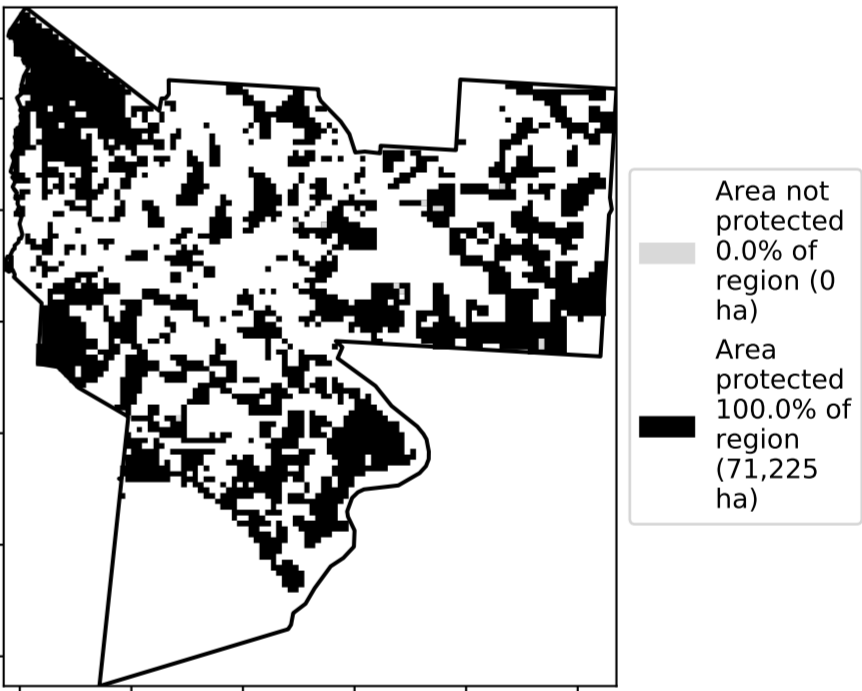 Area not
protected
0.0% of
region (0
ha)
Area
protected
100.0% of
region
(71,225
ha)